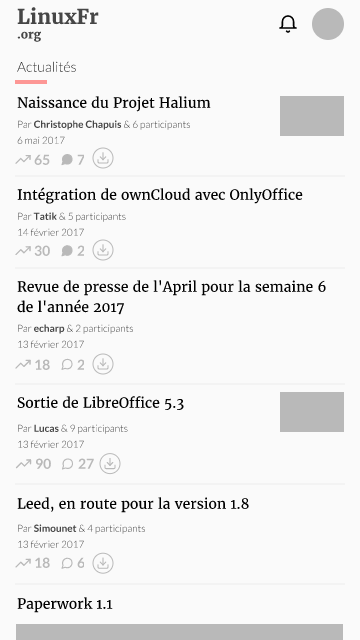 LinuxFr
.org
Actualités
Naissance du Projet Halium
Par Christophe Chapuis & 6 participants
6 mai 2017
65 7
Intégration de ownCloud avec OnlyOffice
Par Tatik & 5 participants
14 février 2017
30 2
Revue de presse de l'April pour la semaine 6
de l'année 2017
Par echarp & 2 participants
13 février 2017
18 2
Sortie de LibreOffice 5.3
Par Lucas & 9 participants
13 février 2017
90 27
Leed, en route pour la version 1.8
Par Simounet & 4 participants
13 février 2017
18 6
Paperwork 1.1